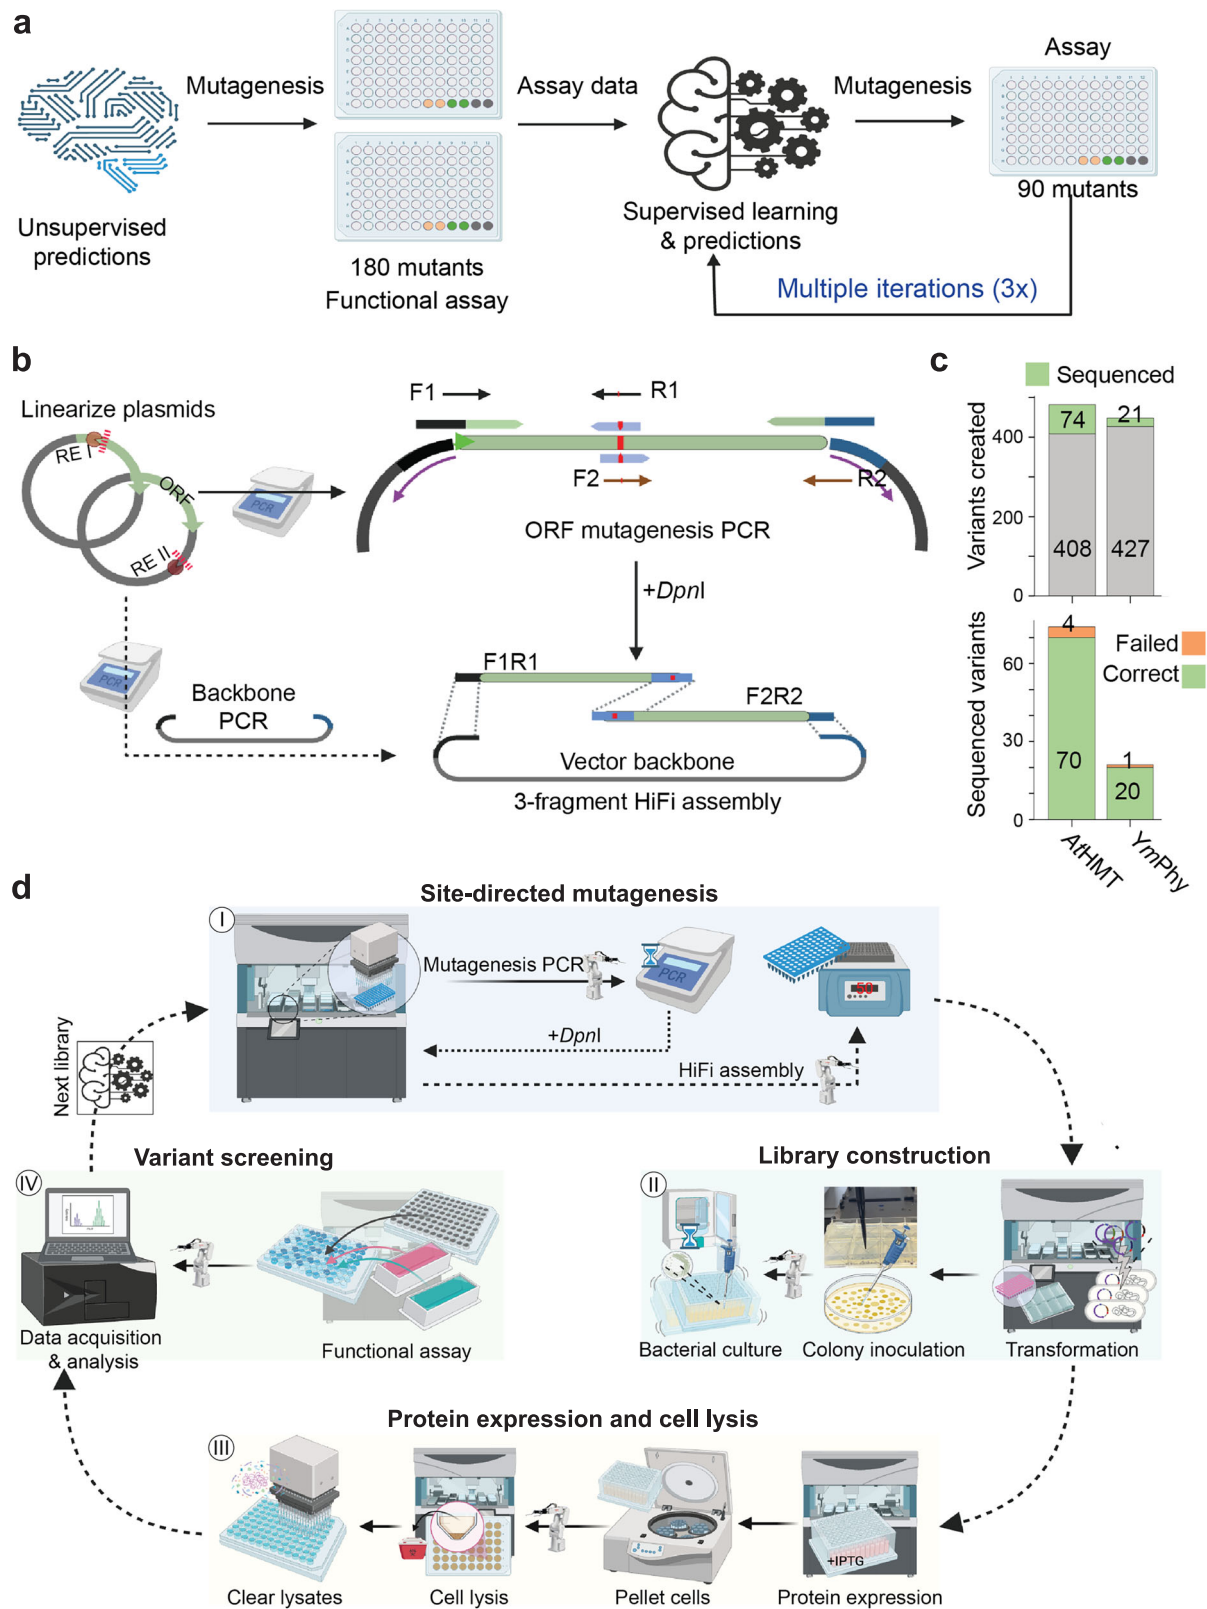 a
Unsupervised
predictions
Mutagenesis
180 mutants
Functional assay
Assay data
Supervised learning
& predictions
Mutagenesis
Assay
90 mutants
Multiple iterations (3x)
b
Linearize plasmids
RE I
ORF
RE II
PCR
F1
R1
F2
R2
ORF mutagenesis PCR
+DpnI
PCR
Backbone
PCR
F1R1
F2R2
Vector backbone
3-fragment HiFi assembly
c
Sequenced
Variants created
400
200
0
74
21
408
427
Sequenced variants
60
30
0
4
Failed
Correct
70
1
20
AtHMT
YmPhy
d
Site-directed mutagenesis
I
Mutagenesis PCR
PCR
50
+DpnI
HiFi assembly
Next library
Variant screening
IV
Data acquisition
& analysis
Functional assay
Library construction
II
Bacterial culture
Colony inoculation
Transformation
Protein expression and cell lysis
III
Clear lysates
Cell lysis
Pellet cells
+IPTG
Protein expression